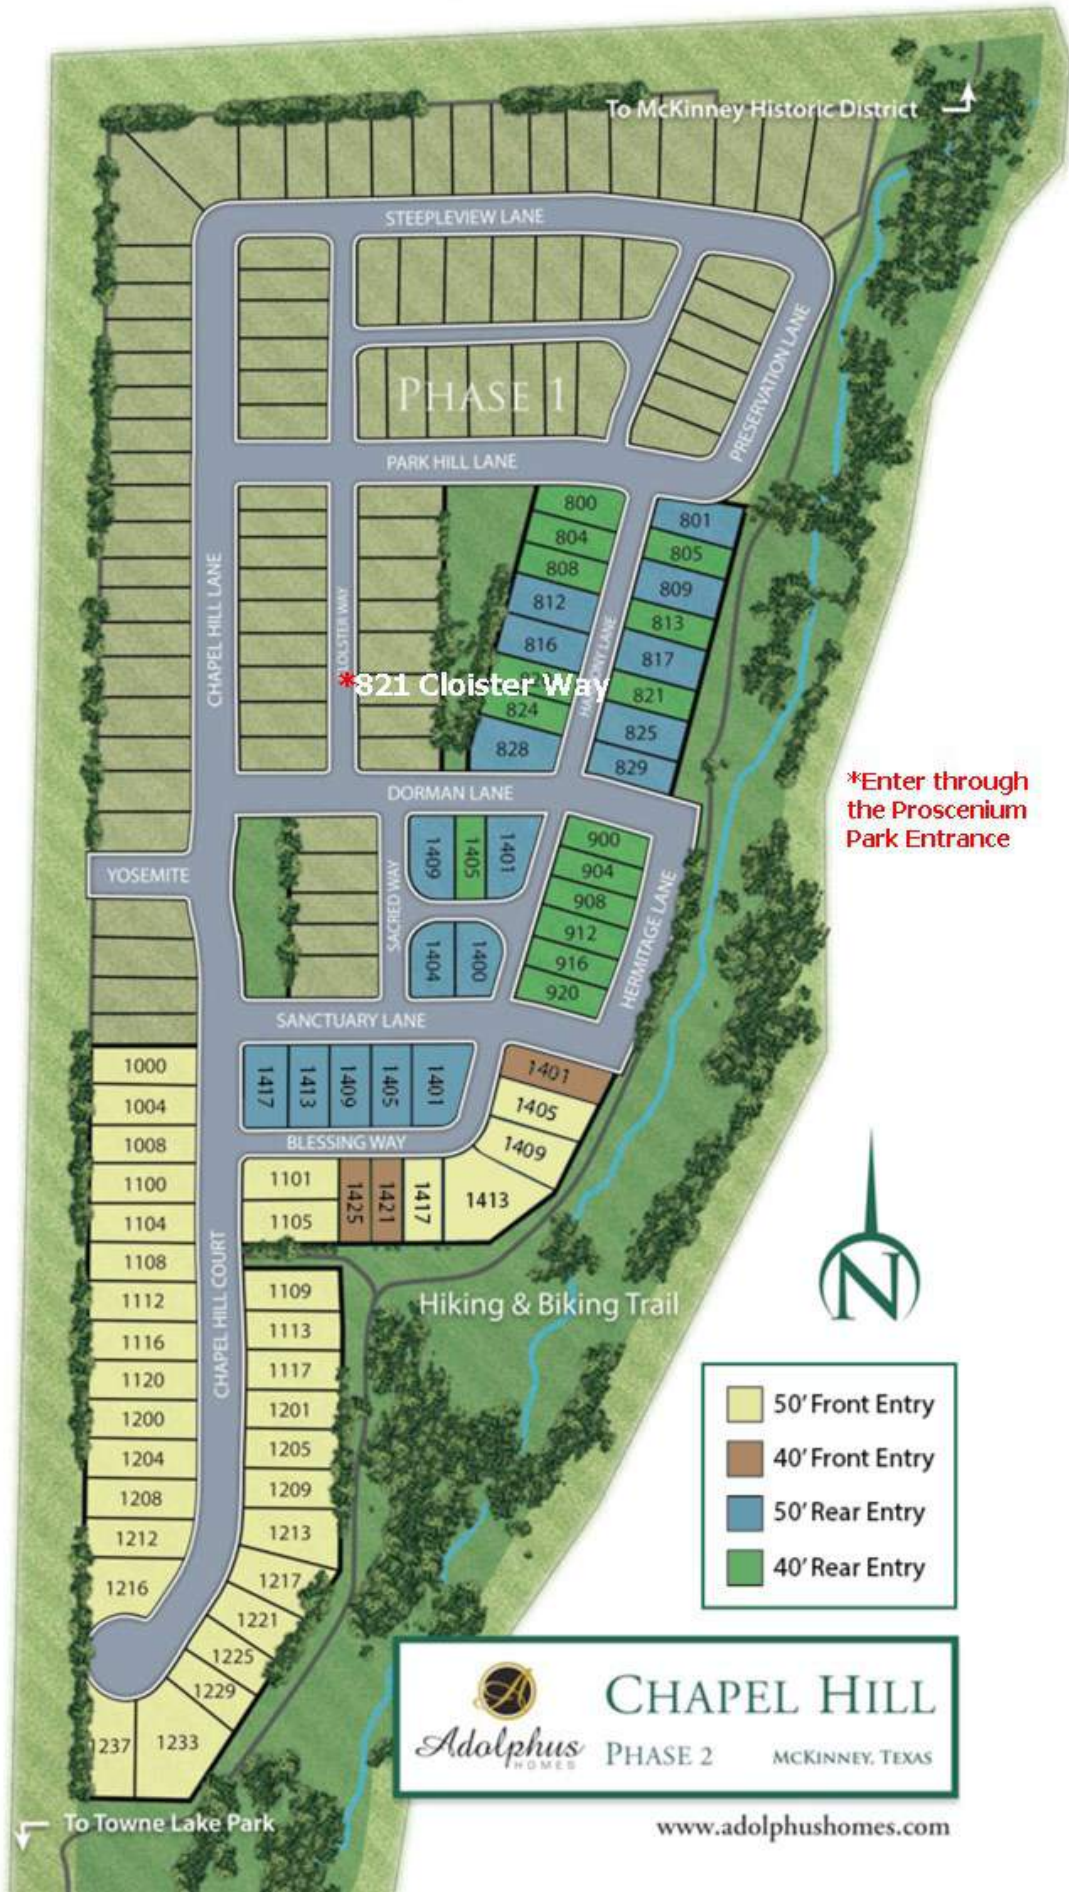 To McKinney Historic District
STEEPLEVIEW LANE
PRESERVATION LANE
PHASE 1
PARK HILL LANE
CHAPEL HILL LANE
800
804
808
812
816
824
828
801
805
809
813
817
821
825
829
*821 Cloister Way
*Enter through
the Proscenium
Park Entrance
DORMAN LANE
YOSEMITE
SACRED WAY
1409
1405
1401
1404
1400
900
904
908
912
916
920
HERMITAGE LANE
SANCTUARY LANE
1417
1413
1409
1405
1401
BLESSING WAY
1401
1405
1409
1413
1417
1421
1425
1101
1105
1000
1004
1008
1100
1104
1108
1112
1116
1120
1200
1204
1208
1212
1216
CHAPEL HILL COURT
1109
1113
1117
1201
1205
1209
1213
1217
1221
1225
1229
1233
237
Hiking & Biking Trail
N
50' Front Entry
40' Front Entry
50' Rear Entry
40' Rear Entry
A
Adolphus
HOMES
CHAPEL HILL
PHASE 2
MCKINNEY, TEXAS
To Towne Lake Park
www.adolphushomes.com